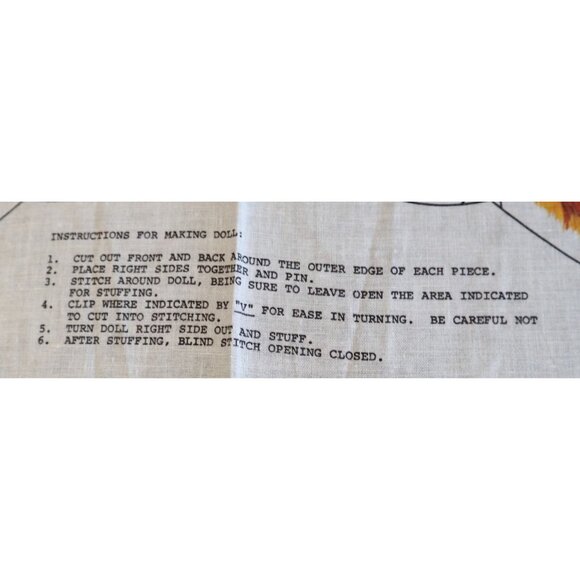 INSTRUCTIONS FOR MAKING DOLL:
1. CUT OUT FRONT AND BACK AROUND THE OUTER EDGE OF EACH PIECE.
2. PLACE RIGHT SIDES TOGETHER AND PIN.
3. STITCH AROUND DOLL, BEING SURE TO LEAVE OPEN THE AREA INDICATED
FOR STUFFING.
4. CLIP WHERE INDICATED BY "V" FOR EASE IN TURNING. BE CAREFUL NOT
TO CUT INTO STITCHING.
5. TURN DOLL RIGHT SIDE OUT AND STUFF.
6. AFTER STUFFING, BLIND STITCH OPENING CLOSED.